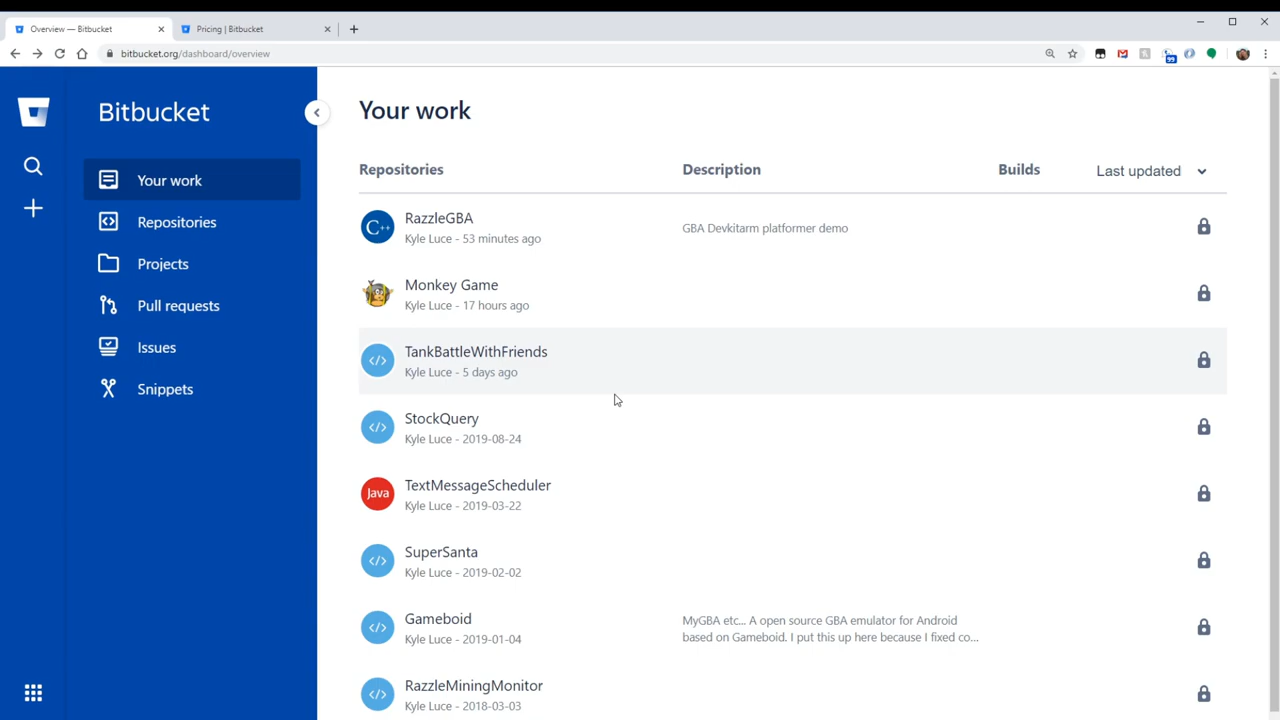 Overview — Bitbucket
Pricing | Bitbucket
bitbucket.org/dashboard/overview
99
Bitbucket
Your work
Repositories
Projects
Pull requests
Issues
Snippets
Your work
Repositories Description Builds Last updated
C++
RazzleGBA
Kyle Luce - 53 minutes ago
GBA Devkitarm platformer demo
Monkey Game
Kyle Luce - 17 hours ago
</>
TankBattleWithFriends
Kyle Luce - 5 days ago
</>
StockQuery
Kyle Luce - 2019-08-24
Java
TextMessageScheduler
Kyle Luce - 2019-03-22
</>
SuperSanta
Kyle Luce - 2019-02-02
</>
Gameboid
Kyle Luce - 2019-01-04
MyGBA etc... A open source GBA emulator for Android
based on Gameboid. I put this up here because I fixed co...
</>
RazzleMiningMonitor
Kyle Luce - 2018-03-03